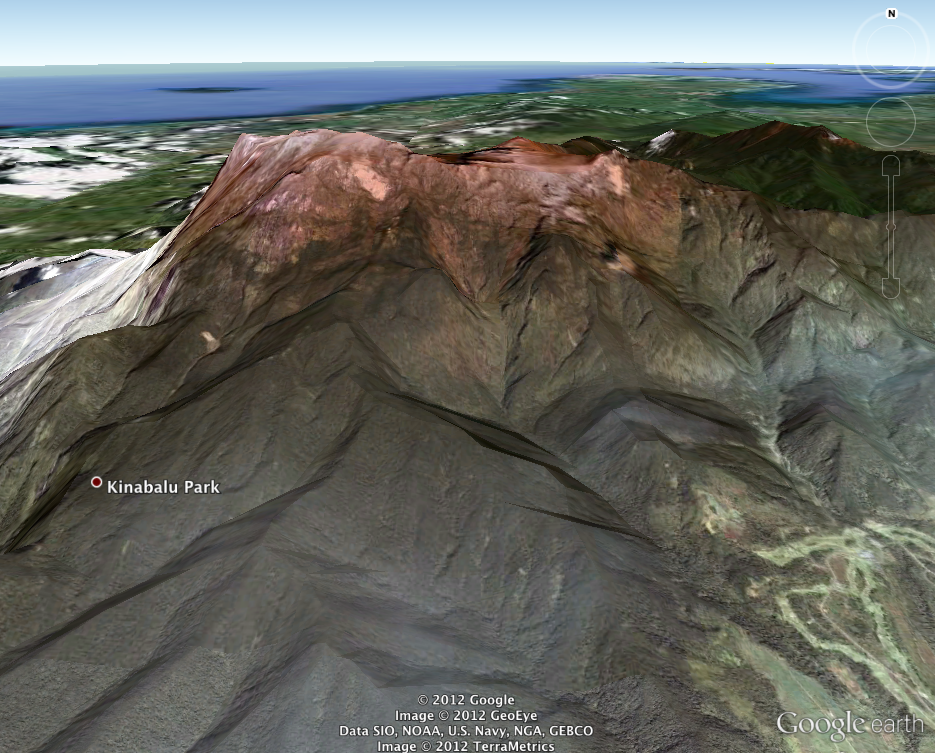 N
Kinabalu Park
© 2012 Google
Image © 2012 GeoEye
Data SIO, NOAA, U.S. Navy, NGA, GEBCO
Image © 2012 TerraMetrics
Google earth